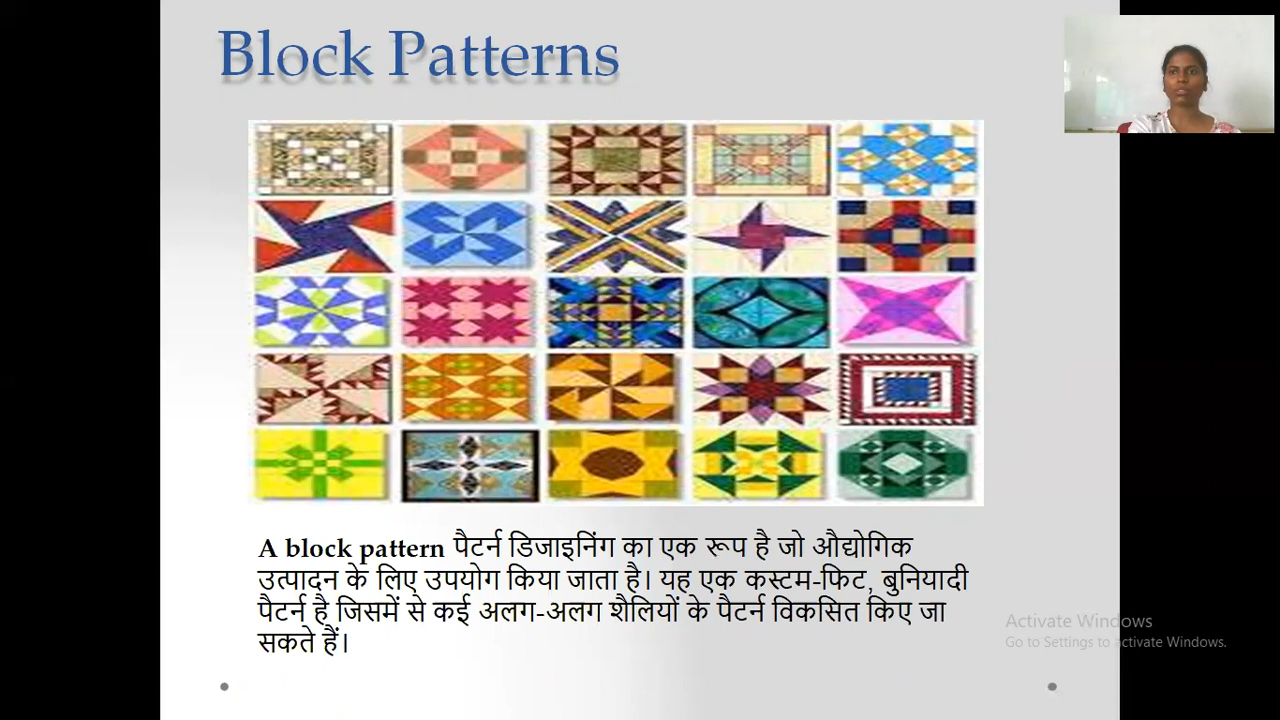 Block Patterns
A block pattern पैटर्न डिजाइनिंग का एक रूप है जो औद्योगिक
उत्पादन के लिए उपयोग किया जाता है। यह एक कस्टम-फिट, बुनियादी
पैटर्न है जिसमें से कई अलग-अलग शैलियों के पैटर्न विकसित किए जा
सकते हैं।
Activate Windows
Go to Settings to activate Windows.